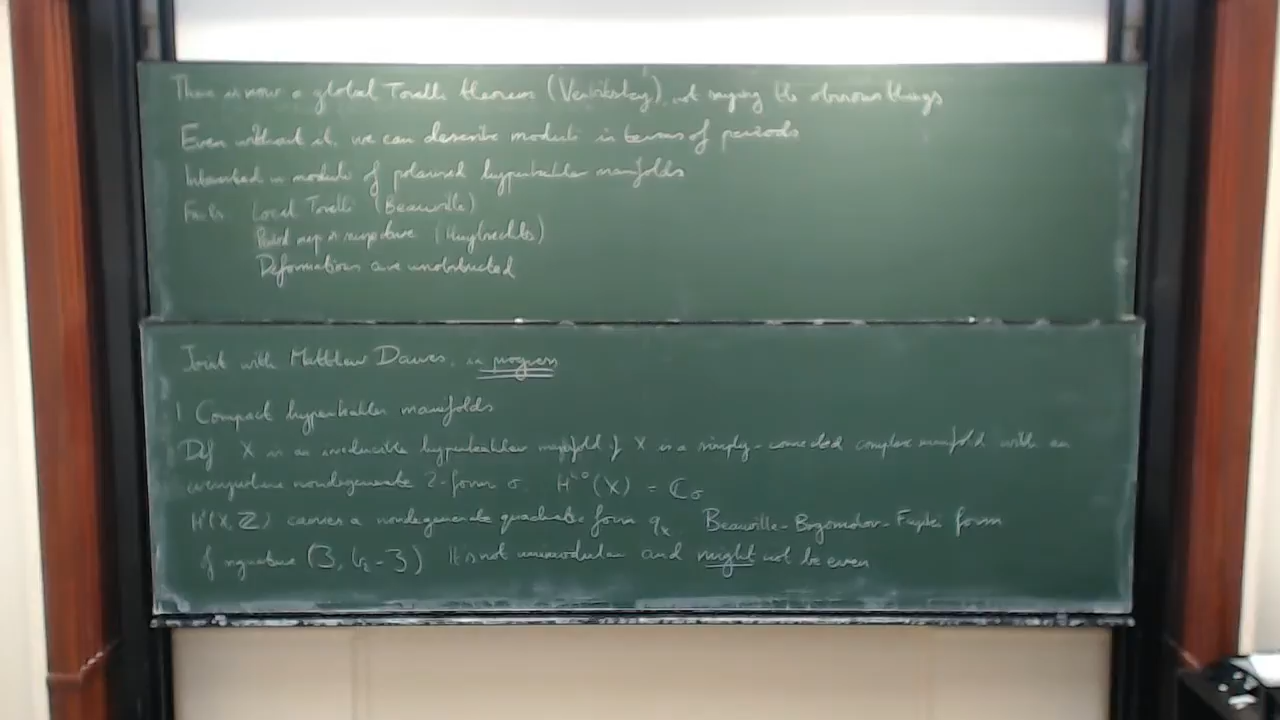 There is now a global Torelli theorem (Verbitsky), not saying the obvious things
Even without it, we can describe moduli in terms of periods
Interested in moduli of polarised hyperkähler manifolds
Facts Local Torelli (Beauville)
Period map is surjective (Huybrechts)
Deformations are unobstructed
Joint with Matthew Dawes, in progress
1 Compact hyperkähler manifolds
Def X is an irreducible hyperkähler manifold if X is a simply-connected complex manifold with an
everywhere nondegenerate 2-form σ. (X) = ℂσ
H²(X, ℤ) carries a nondegenerate quadratic form q_X Beauville-Bogomolov-Fujiki form
of signature (3, b₂-3) It is not unimodular and might not be even